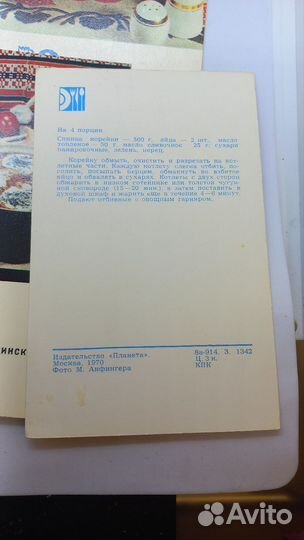 На 4 порции
Свиная корейка — 500 г, яйца — 2 шт., масло
топленое — 50 г, масло сливочное 25 г, сухари
панировочные, зелень, перец.
Корейку обмыть, очистить и разрезать на кот-
летные части. Каждую котлету слегка отбить, по-
солить, посыпать перцем, обмакнуть во взбитое
яйцо и обвалять в сухарях. Котлеты с двух сторон
обжарить в низком сотейнике или толстой чугун-
ной сковороде (15—20 мин.), а затем поставить в
духовой шкаф и жарить еще в течение 4—6 минут.
Подают отбивные с овощным гарниром.
инск
Издательство «Планета».
Москва, 1970
Фото М. Анфингера
8а-914. З. 1342
Ц. 3 к.
КПК
Avito